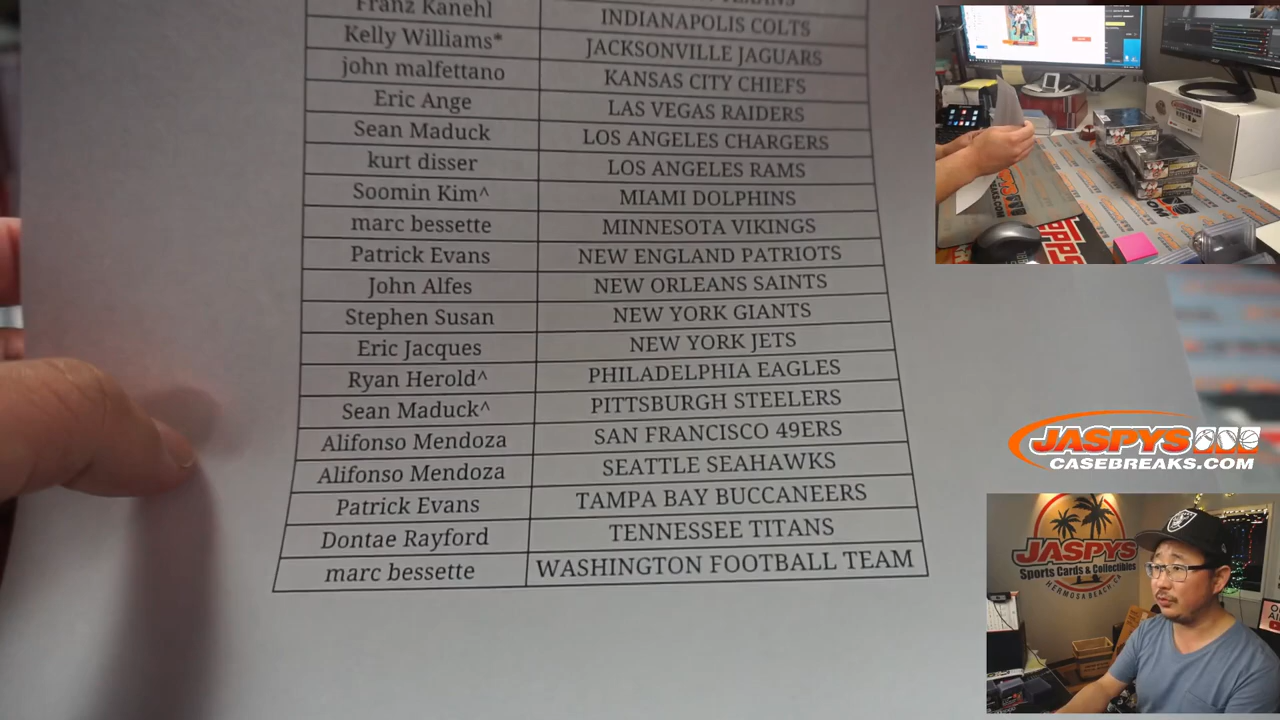 Franz Kanehl INDIANAPOLIS COLTS
Kelly Williams* JACKSONVILLE JAGUARS
john malfettano KANSAS CITY CHIEFS
Eric Ange LAS VEGAS RAIDERS
Sean Maduck LOS ANGELES CHARGERS
kurt disser LOS ANGELES RAMS
Soomin Kim^ MIAMI DOLPHINS
marc bessette MINNESOTA VIKINGS
Patrick Evans NEW ENGLAND PATRIOTS
John Alfes NEW ORLEANS SAINTS
Stephen Susan NEW YORK GIANTS
Eric Jacques NEW YORK JETS
Ryan Herold^ PHILADELPHIA EAGLES
Sean Maduck^ PITTSBURGH STEELERS
Alifonso Mendoza SAN FRANCISCO 49ERS
Alifonso Mendoza SEATTLE SEAHAWKS
Patrick Evans TAMPA BAY BUCCANEERS
Dontae Rayford TENNESSEE TITANS
marc bessette WASHINGTON FOOTBALL TEAM
JASPYS
CASEBREAKS.COM
JASPYS
Sports Cards & Collectibles
HERMOSA BEACH, CA
RAIDERS